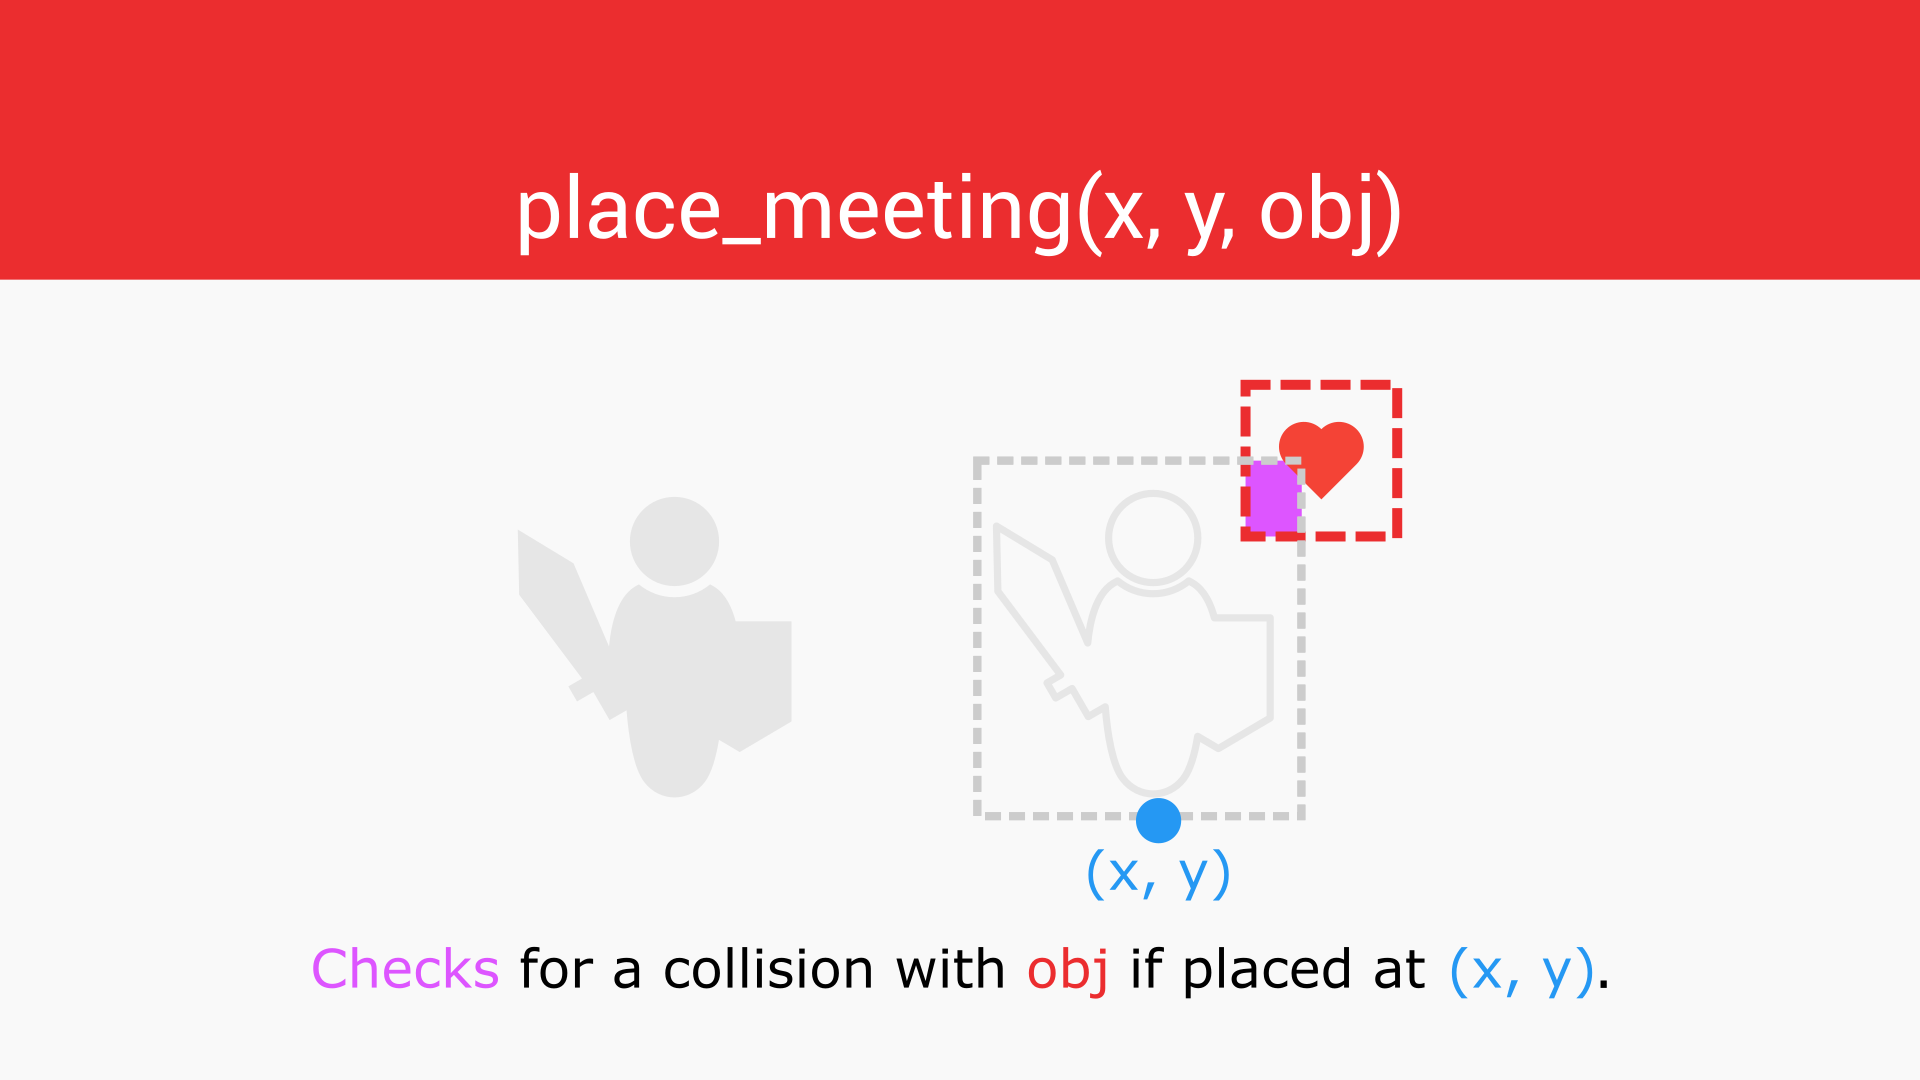 place_meeting(x, y, obj)
(x, y)
Checks for a collision with obj if placed at (x, y).